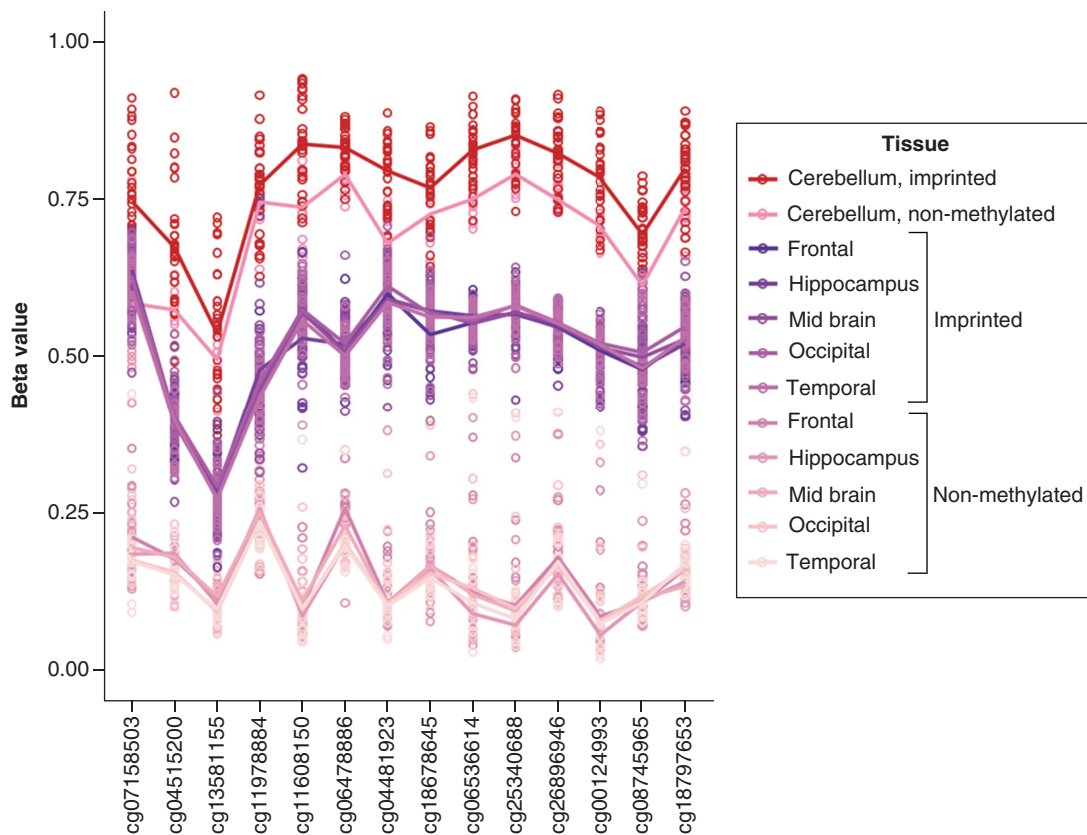 1.00
0.75
0.50
0.25
0.00
Beta value
cg07158503
cg04515200
cg13581155
cg11978884
cg11608150
cg06478886
cg04481923
cg18678645
cg06536614
cg25340688
cg26896946
cg00124993
cg08745965
cg18797653
Tissue
Cerebellum, imprinted
Cerebellum, non-methylated
Frontal
Hippocampus
Mid brain
Occipital
Temporal
Imprinted
Frontal
Hippocampus
Mid brain
Occipital
Temporal
Non-methylated